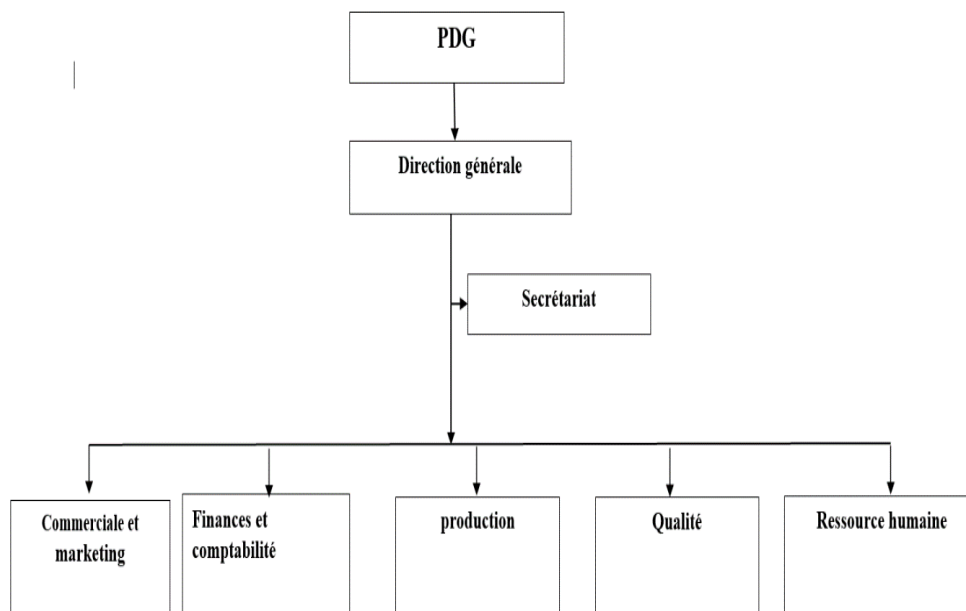 PDG
Direction générale
Secrétariat
Commerciale et
marketing
Finances et
comptabilité
production
Qualité
Ressource humaine